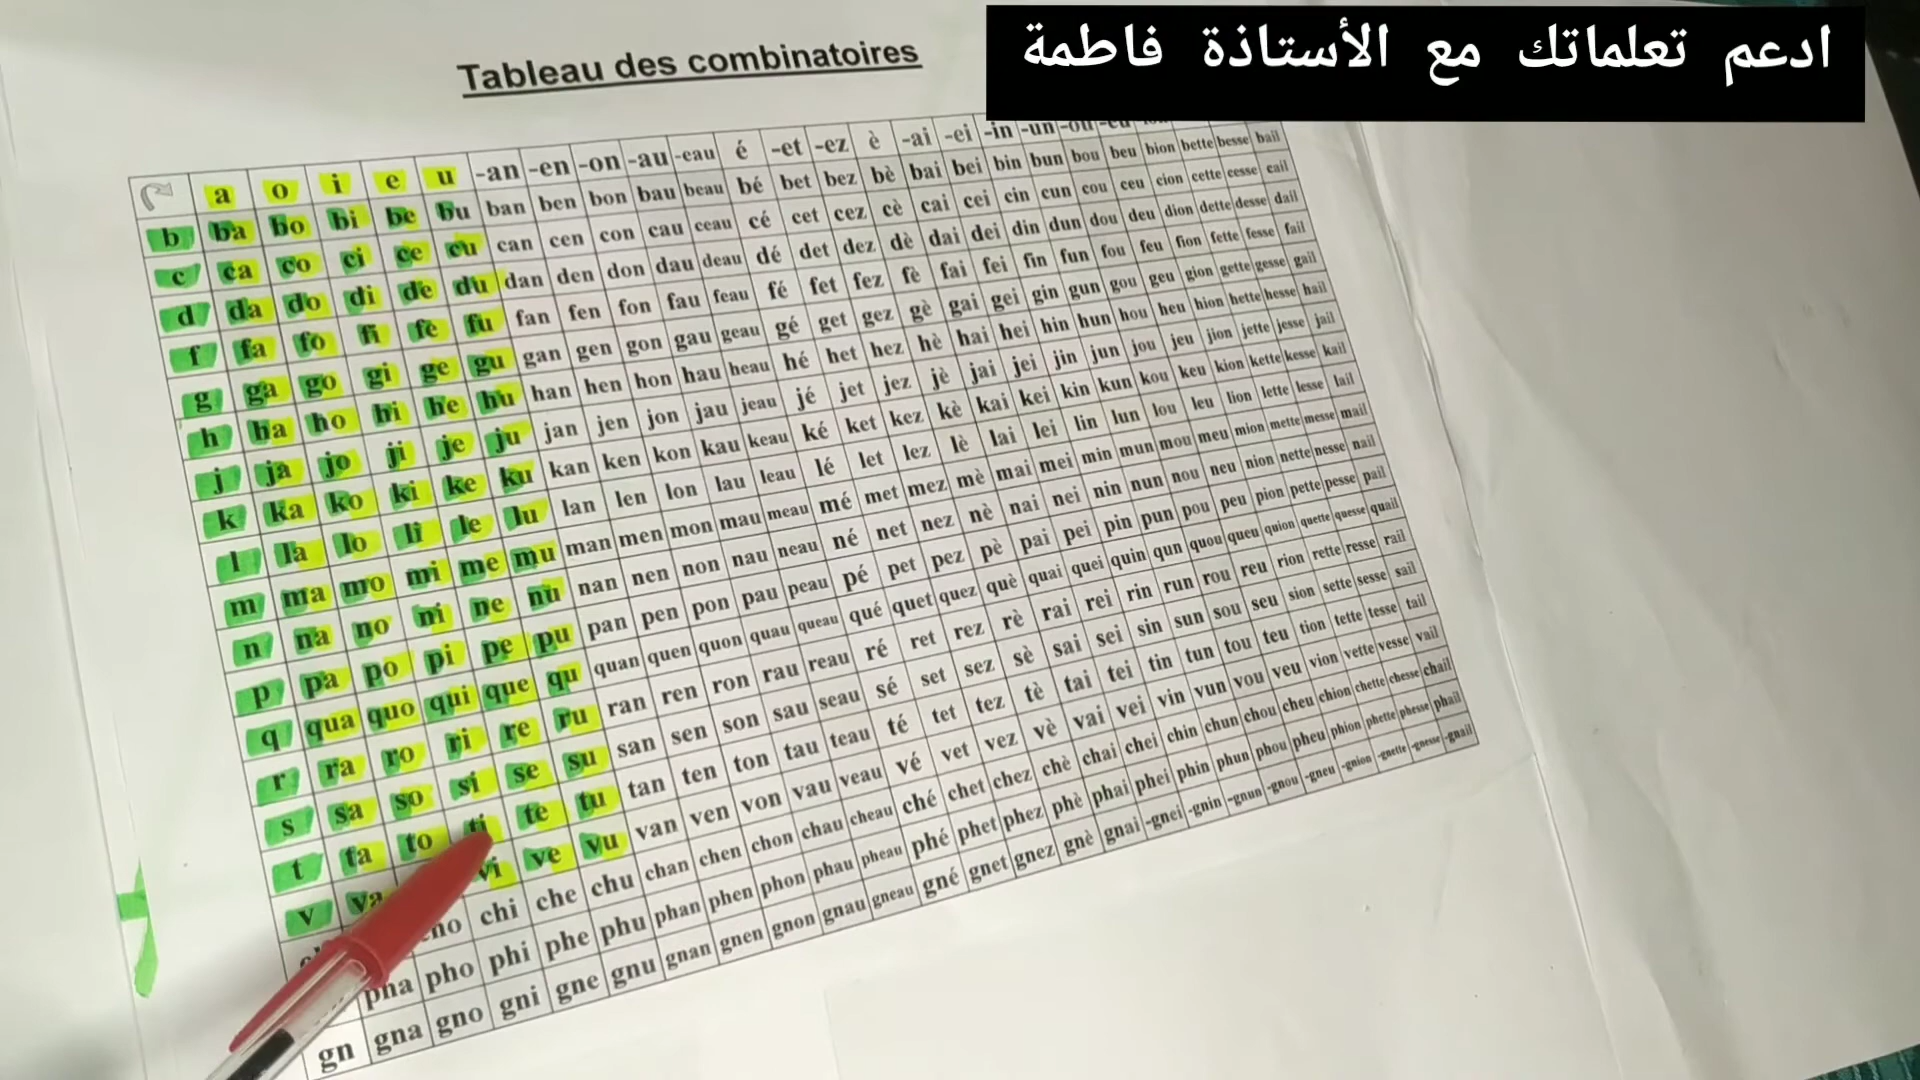 ادعم تعلماتك مع الأستاذة فاطمة
Tableau des combinatoires
a o i e u -an -en -on -au -eau é -et -ez è -ai -ei -in -un -ou -eu
b ba bo bi be bu ban ben bon bau beau bé bet bez bè bai bei bin bun bou beu bion bette besse bail
c ca co ci ce cu can cen con cau ceau cé cet cez cè cai cei cin cun cou ceu cion cette cesse cail
d da do di de du dan den don dau deau dé det dez dè dai dei din dun dou deu dion dette desse dail
f fa fo fi fe fu fan fen fon fau feau fé fet fez fè fai fei fin fun fou feu fion fette fesse fail
g ga go gi ge gu gan gen gon gau geau gé get gez gè gai gei gin gun gou geu gion gette gesse gail
h ha ho hi he hu han hen hon hau heau hé het hez hè hai hei hin hun hou heu hion hette hesse hail
j ja jo ji je ju jan jen jon jau jeau jé jet jez jè jai jei jin jun jou jeu jion jette jesse jail
k ka ko ki ke ku kan ken kon kau keau ké ket kez kè kai kei kin kun kou keu kion kette kesse kail
l la lo li le lu lan len lon lau leau lé let lez lè lai lei lin lun lou leu lion lette lesse lail
m ma mo mi me mu man men mon mau meau mé met mez mè mai mei min mun mou meu mion mette messe mail
n na no ni ne nu nan nen non nau neau né net nez nè nai nei nin nun nou neu nion nette nesse nail
p pa po pi pe pu pan pen pon pau peau pé pet pez pè pai pei pin pun pou peu pion pette pesse pail
q qua quo qui que qu quan quen quon quau queau qué quet quez què quai quei quin qun quou queu quion quette quesse quail
r ra ro ri re ru ran ren ron rau reau ré ret rez rè rai rei rin run rou reu rion rette resse rail
s sa so si se su san sen son sau seau sé set sez sè sai sei sin sun sou seu sion sette sesse sail
t ta to ti te tu tan ten ton tau teau té tet tez tè tai tei tin tun tou teu tion tette tesse tail
v va vi ve vu van ven von vau veau vé vet vez vè vai vei vin vun vou veu vion vette vesse vail
chi che chu chan chen chon chau cheau ché chet chez chè chai chei chin chun chou cheu chion chette chesse chail
pha pho phi phe phu phan phen phon phau pheau phé phet phez phè phai phei phin phun phou pheu phion phette phesse phail
gn gna gno gni gne gnu gnan gnen gnon gnau gneau gné gnet gnez gnè gnai -gnei -gnin -gnun -gnou -gneu -gnion -gnette -gnesse -gnail